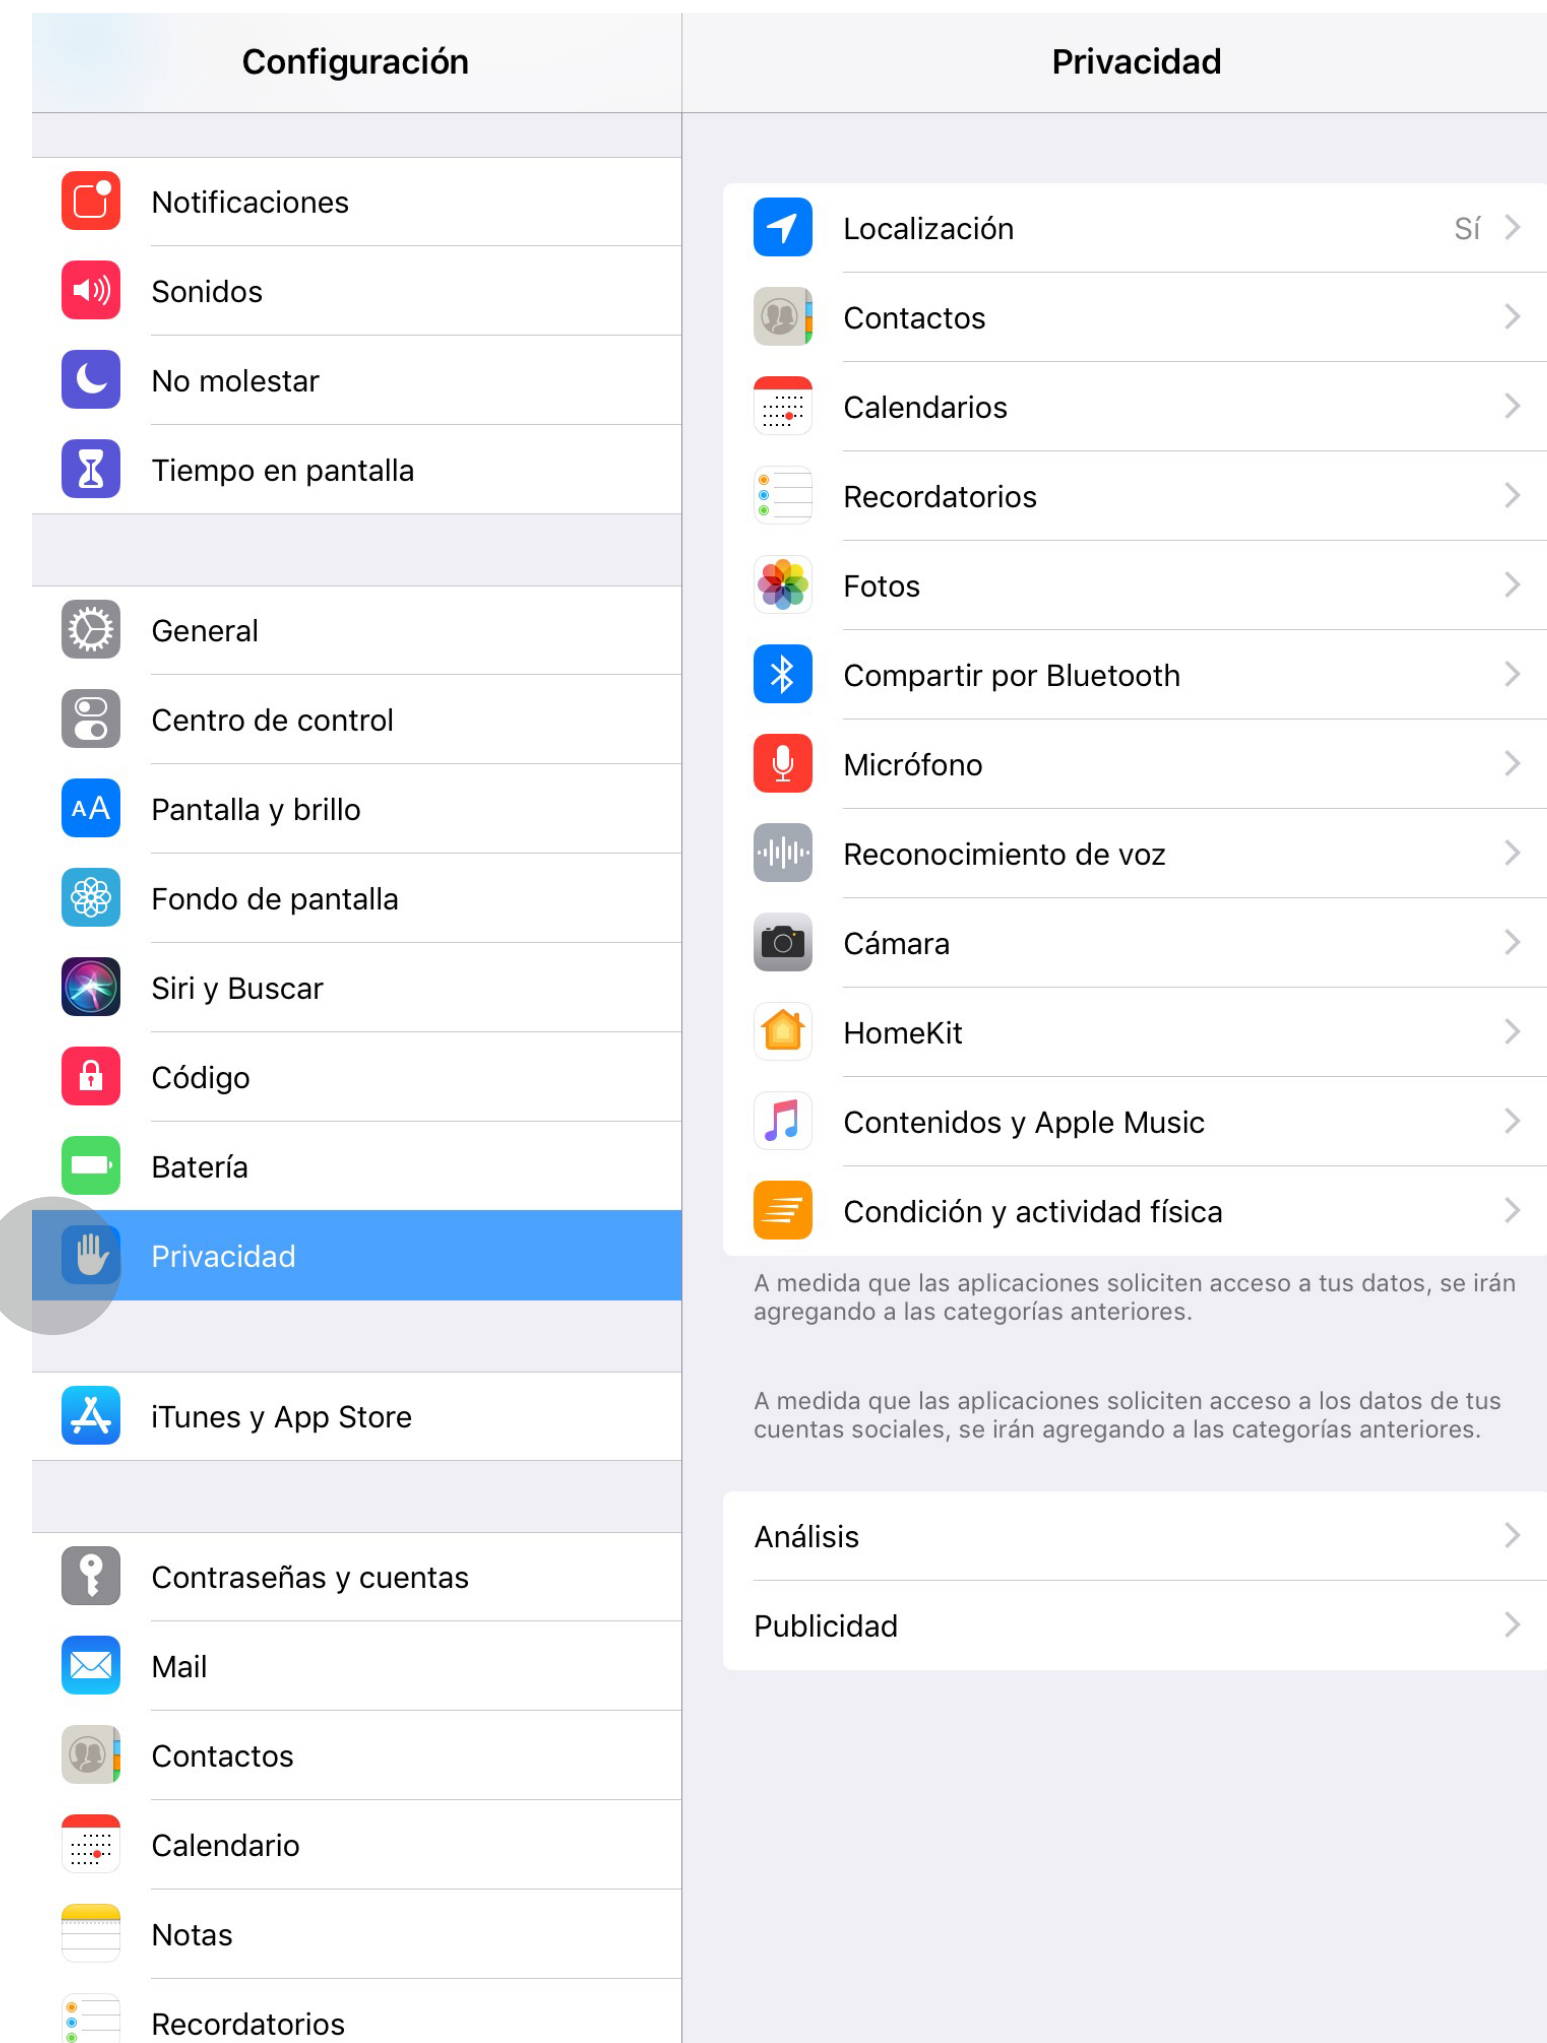 Configuración
Notificaciones
Sonidos
No molestar
Tiempo en pantalla
General
Centro de control
AA
Pantalla y brillo
Fondo de pantalla
Siri y Buscar
Código
Batería
Privacidad
iTunes y App Store
Contraseñas y cuentas
Mail
Contactos
Calendario
Notas
Recordatorios
Privacidad
Localización Sí
Contactos
Calendarios
Recordatorios
Fotos
Compartir por Bluetooth
Micrófono
Reconocimiento de voz
Cámara
HomeKit
Contenidos y Apple Music
Condición y actividad física
A medida que las aplicaciones soliciten acceso a tus datos, se irán
agregando a las categorías anteriores.
A medida que las aplicaciones soliciten acceso a los datos de tus
cuentas sociales, se irán agregando a las categorías anteriores.
Análisis
Publicidad